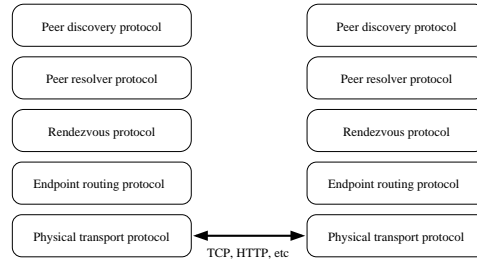 Peer discovery protocol Peer discovery protocol
Peer resolver protocol Peer resolver protocol
Rendezvous protocol Rendezvous protocol
Endpoint routing protocol Endpoint routing protocol
Physical transport protocol Physical transport protocol
TCP, HTTP, etc